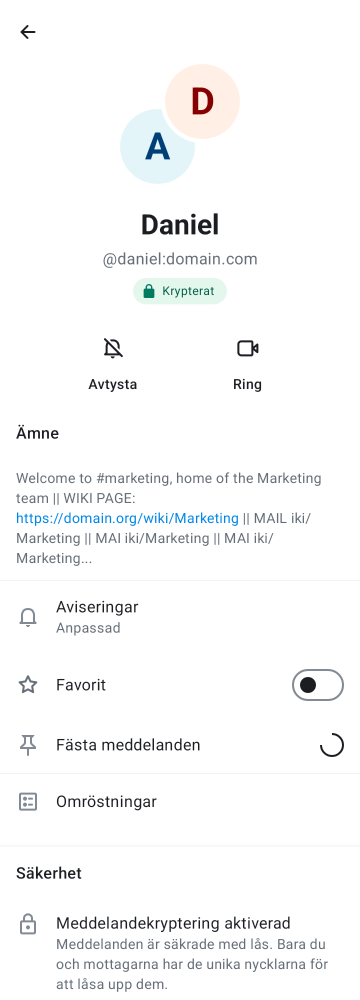 D
A
Daniel
@daniel:domain.com
Krypterat
Avtysta
Ring
Ämne
Welcome to #marketing, home of the Marketing
team || WIKI PAGE:
https://domain.org/wiki/Marketing || MAIL iki/
Marketing || MAI iki/Marketing || MAI iki/
Marketing...
Aviseringar
Anpassad
Favorit
Fästa meddelanden
Omröstningar
Säkerhet
Meddelandekryptering aktiverad
Meddelanden är säkrade med lås. Bara du
och mottagarna har de unika nycklarna för
att låsa upp dem.